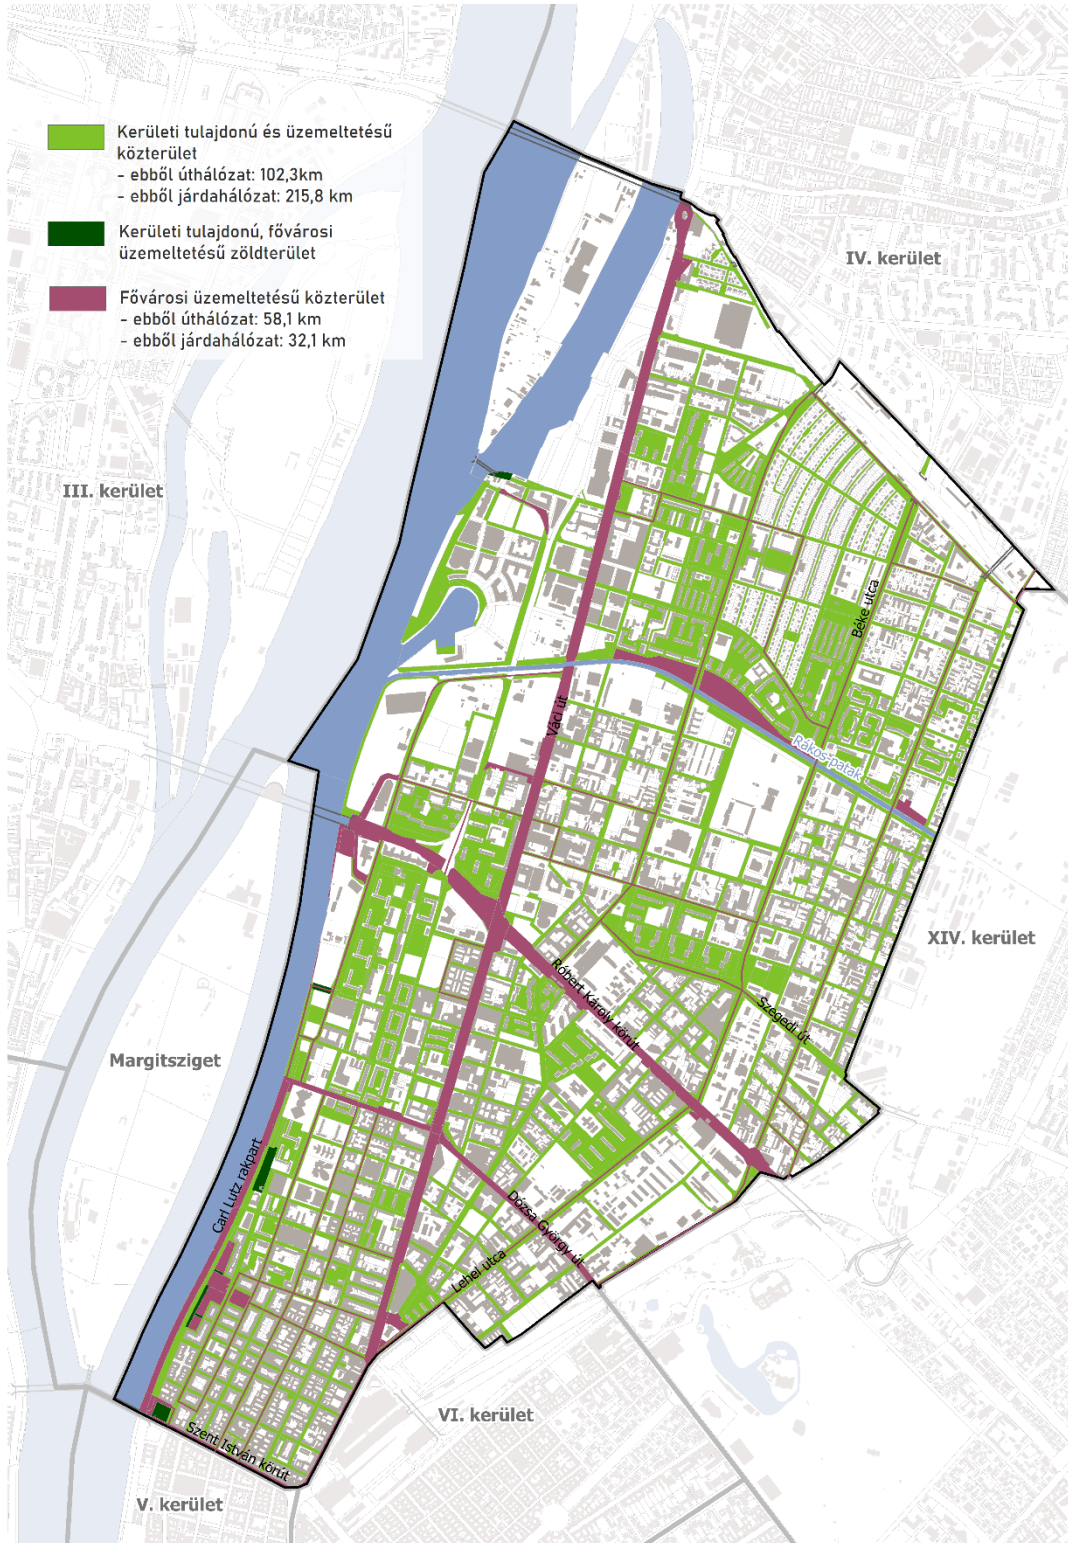 Kerületi tulajdonú és üzemeltetésű
közterület
- ebből úthálózat: 102,3km
- ebből járdahálózat: 215,8 km
Kerületi tulajdonú, fővárosi
üzemeltetésű zöldterület
Fővárosi üzemeltetésű közterület
- ebből úthálózat: 58,1 km
- ebből járdahálózat: 32,1 km
IV. kerület
III. kerület
Béke utca
Váci út
Rákos-patak
XIV. kerület
Róbert Károly körút
Szegedi út
Margitsziget
Carl Lutz rakpart
Dózsa György út
Lehel utca
VI. kerület
Szent István körút
V. kerület